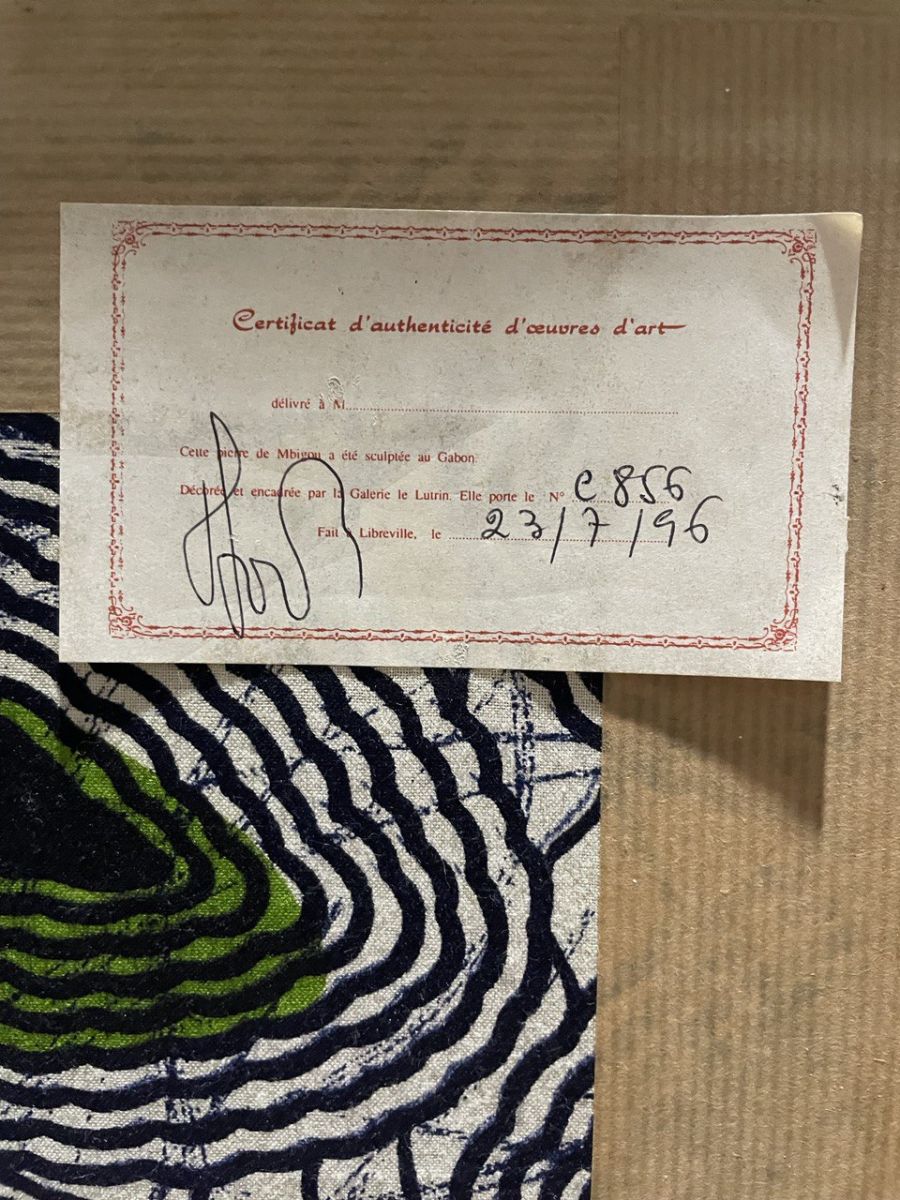 Certificat d'authenticité d'œuvres d'art
délivré à M
Cette pierre de Mbigou a été sculptée au Gabon.
Décorée et encadrée par la Galerie le Lutrin. Elle porte le N° C 856
Fait à Libreville, le 23/7/96